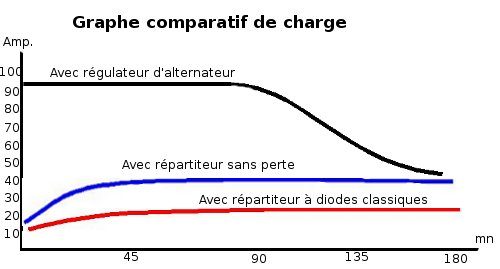 Graphe comparatif de charge
Amp.
Avec régulateur d'alternateur
100
90
80
70
60
50
40
30
20
10
Avec répartiteur sans perte
Avec répartiteur à diodes classiques
mn
45
90
135
180